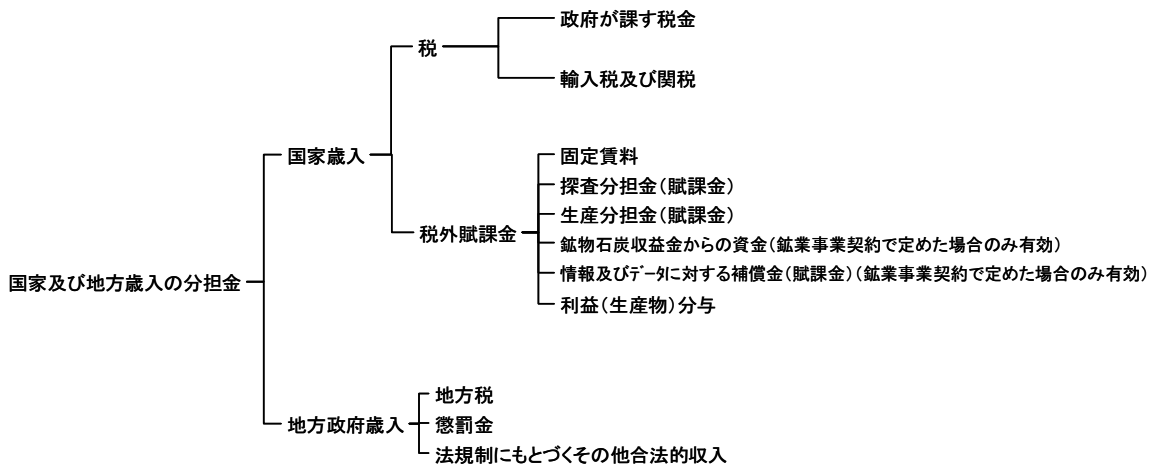 政府が課す税金
税
輸入税及び関税
国家歳入
固定賃料
探査分担金（賦課金）
生産分担金（賦課金）
税外賦課金
鉱物石炭収益金からの資金（鉱業事業契約で定めた場合のみ有効）
情報及びﾃﾞｰﾀに対する補償金（賦課金）（鉱業事業契約で定めた場合のみ有効）
利益（生産物）分与
国家及び地方歳入の分担金
地方税
地方政府歳入
懲罰金
法規制にもとづくその他合法的収入